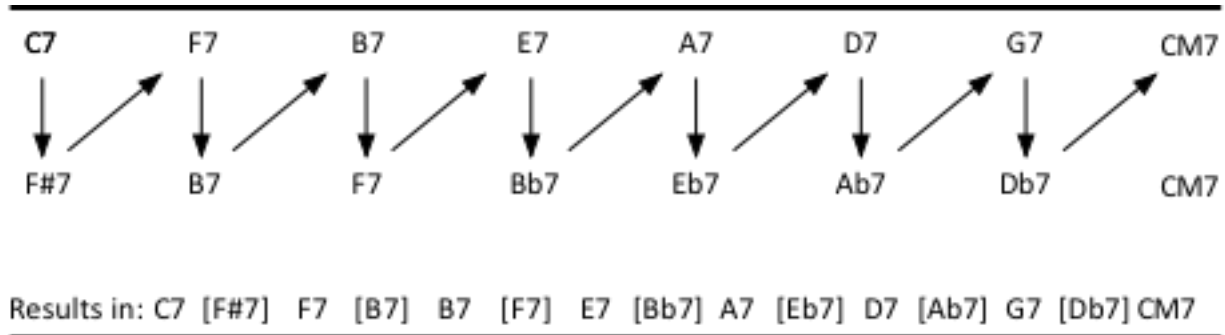 C7 F7 B7 E7 A7 D7 G7 CM7
F#7 B7 F7 Bb7 Eb7 Ab7 Db7 CM7
Results in: C7 [F#7] F7 [B7] B7 [F7] E7 [Bb7] A7 [Eb7] D7 [Ab7] G7 [Db7] CM7